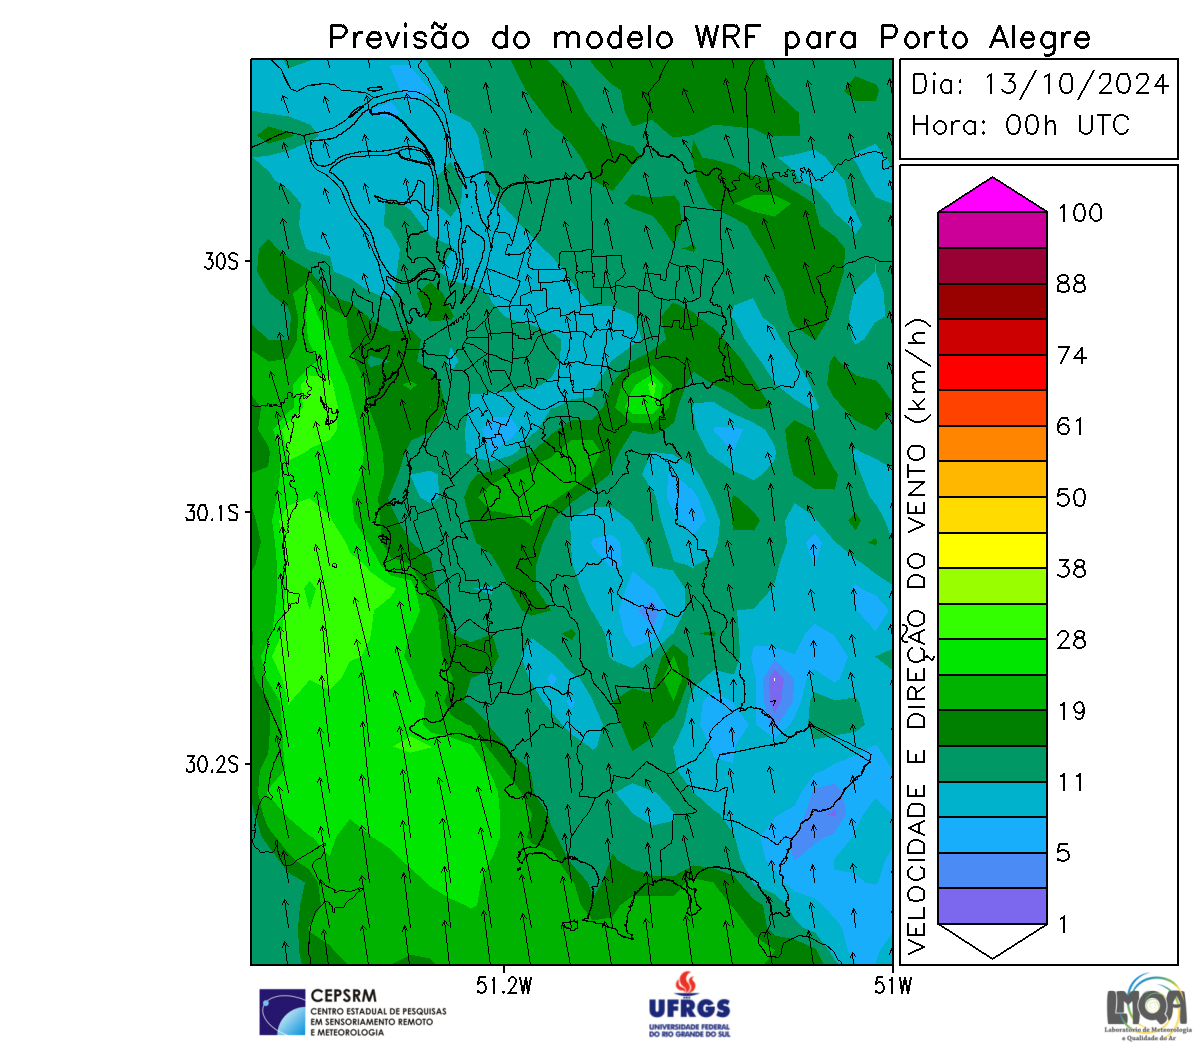 Previsão do modelo WRF para Porto Alegre
Dia: 13/10/2024
Hora: 00h UTC
30S
30.1S
30.2S
51.2W
51W
VELOCIDADE E DIREÇÃO DO VENTO (km/h)
100
88
74
61
50
38
28
19
11
5
1
CEPSRM
CENTRO ESTADUAL DE PESQUISAS
EM SENSORIAMENTO REMOTO
E METEOROLOGIA
UFRGS
UNIVERSIDADE FEDERAL
DO RIO GRANDE DO SUL
LMQA
Laboratório de Meteorologia
e Qualidade do Ar